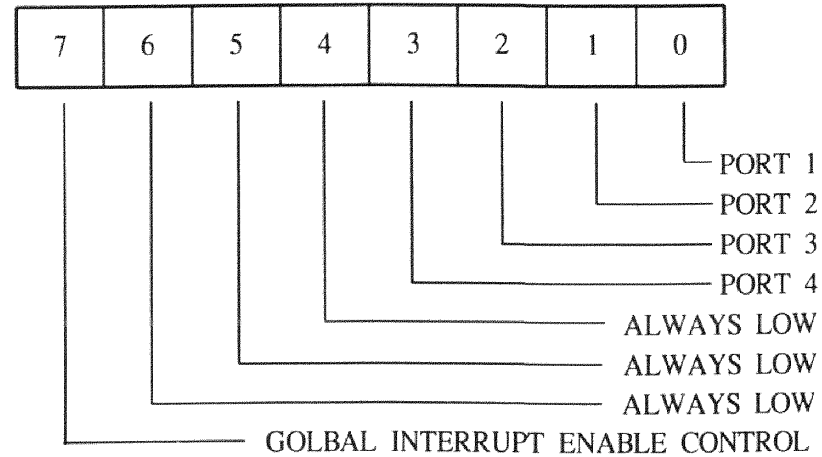 7 6 5 4 3 2 1 0
PORT 1
PORT 2
PORT 3
PORT 4
ALWAYS LOW
ALWAYS LOW
ALWAYS LOW
GOLBAL INTERRUPT ENABLE CONTROL